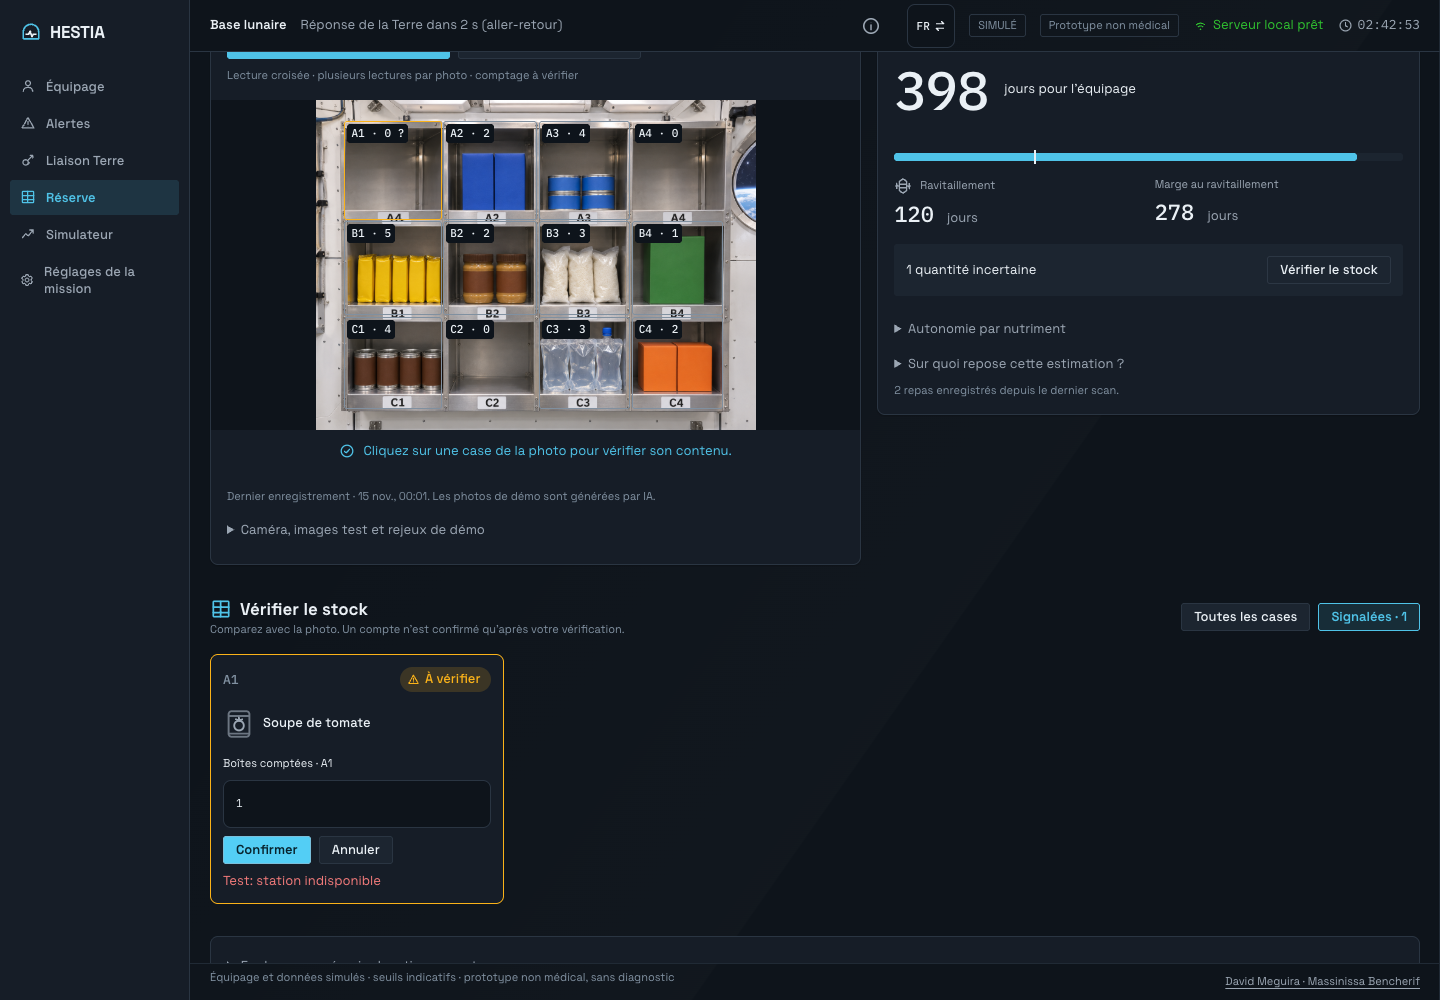 HESTIA
Base lunaire
Réponse de la Terre dans 2 s (aller-retour)
FR
SIMULÉ
Prototype non médical
Serveur local prêt
02:42:53
Équipage
Alertes
Liaison Terre
Réserve
Simulateur
Réglages de la
mission
Lecture croisée · plusieurs lectures par photo · comptage à vérifier
A1 · 0 ?
A2 · 2
A3 · 4
A4 · 0
A4
A2
A3
A4
B1 · 5
B2 · 2
B3 · 3
B4 · 1
B1
B2
B3
B4
C1 · 4
C2 · 0
C3 · 3
C4 · 2
C1
C2
C3
C4
Cliquez sur une case de la photo pour vérifier son contenu.
Dernier enregistrement · 15 nov., 00:01. Les photos de démo sont générées par IA.
Caméra, images test et rejeux de démo
398
jours pour l'équipage
Ravitaillement
120 jours
Marge au ravitaillement
278 jours
1 quantité incertaine
Vérifier le stock
Autonomie par nutriment
Sur quoi repose cette estimation ?
2 repas enregistrés depuis le dernier scan.
Vérifier le stock
Comparez avec la photo. Un compte n'est confirmé qu'après votre vérification.
Toutes les cases
Signalées · 1
A1
À vérifier
Soupe de tomate
Boîtes comptées · A1
1
Confirmer
Annuler
Test: station indisponible
Équipage et données simulés · seuils indicatifs · prototype non médical, sans diagnostic
David Meguira · Massinissa Bencherif